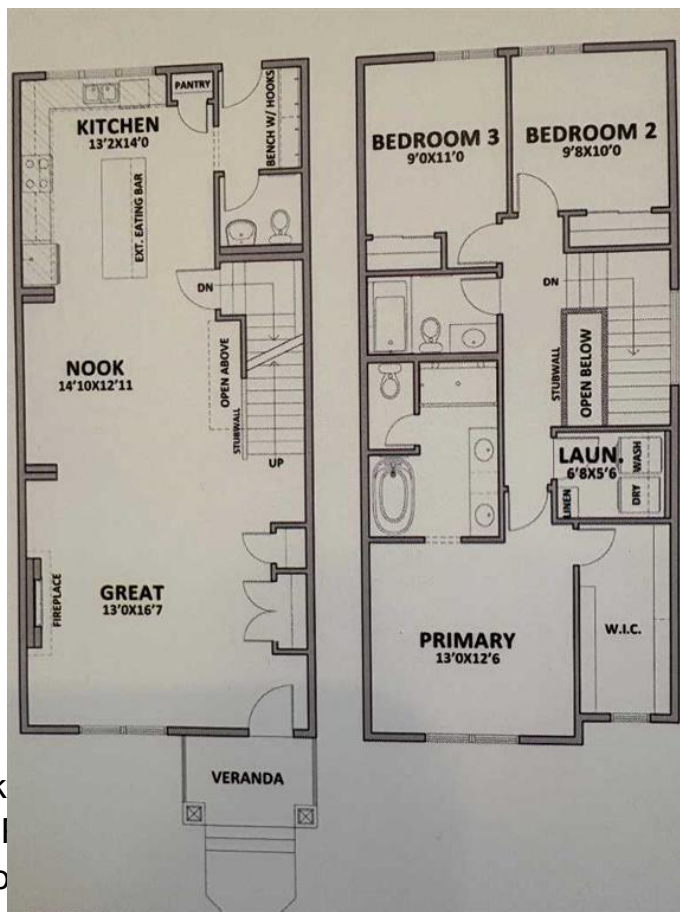 KITCHEN
13'2X14'0
PANTRY
BENCH W/ HOOKS
EXT. EATING BAR
DN
NOOK
14'10X12'11
OPEN ABOVE
STUBWALL
UP
FIREPLACE
GREAT
13'0X16'7
VERANDA
BEDROOM 3
9'0X11'0
BEDROOM 2
9'8X10'0
DN
STUBWALL
OPEN BELOW
LAUN.
6'8X5'6
WASH
DRY
LINEN
PRIMARY
13'0X12'6
W.I.C.
k